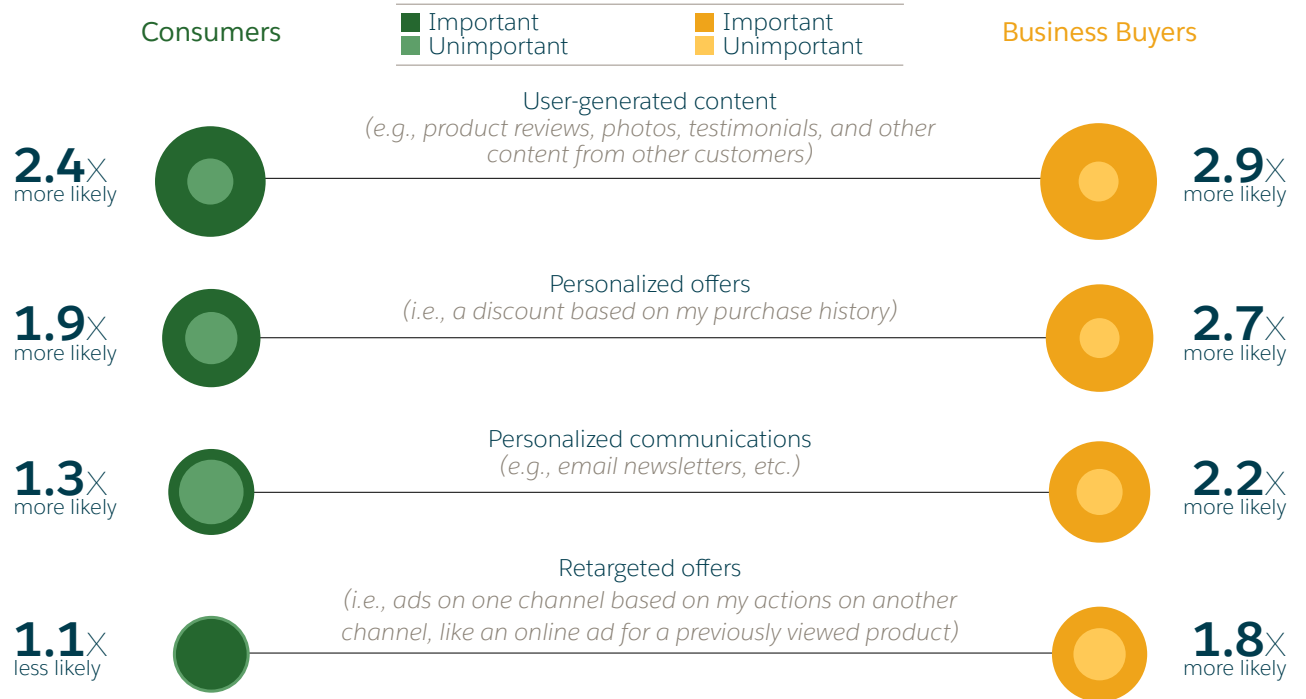 Consumers
Important
Unimportant
Important
Unimportant
Business Buyers
User-generated content
(e.g., product reviews, photos, testimonials, and other
content from other customers)
2.4X
more likely
2.9X
more likely
Personalized offers
(i.e., a discount based on my purchase history)
1.9X
more likely
2.7X
more likely
Personalized communications
(e.g., email newsletters, etc.)
1.3X
more likely
2.2X
more likely
Retargeted offers
(i.e., ads on one channel based on my actions on another
channel, like an online ad for a previously viewed product)
1.1X
less likely
1.8X
more likely